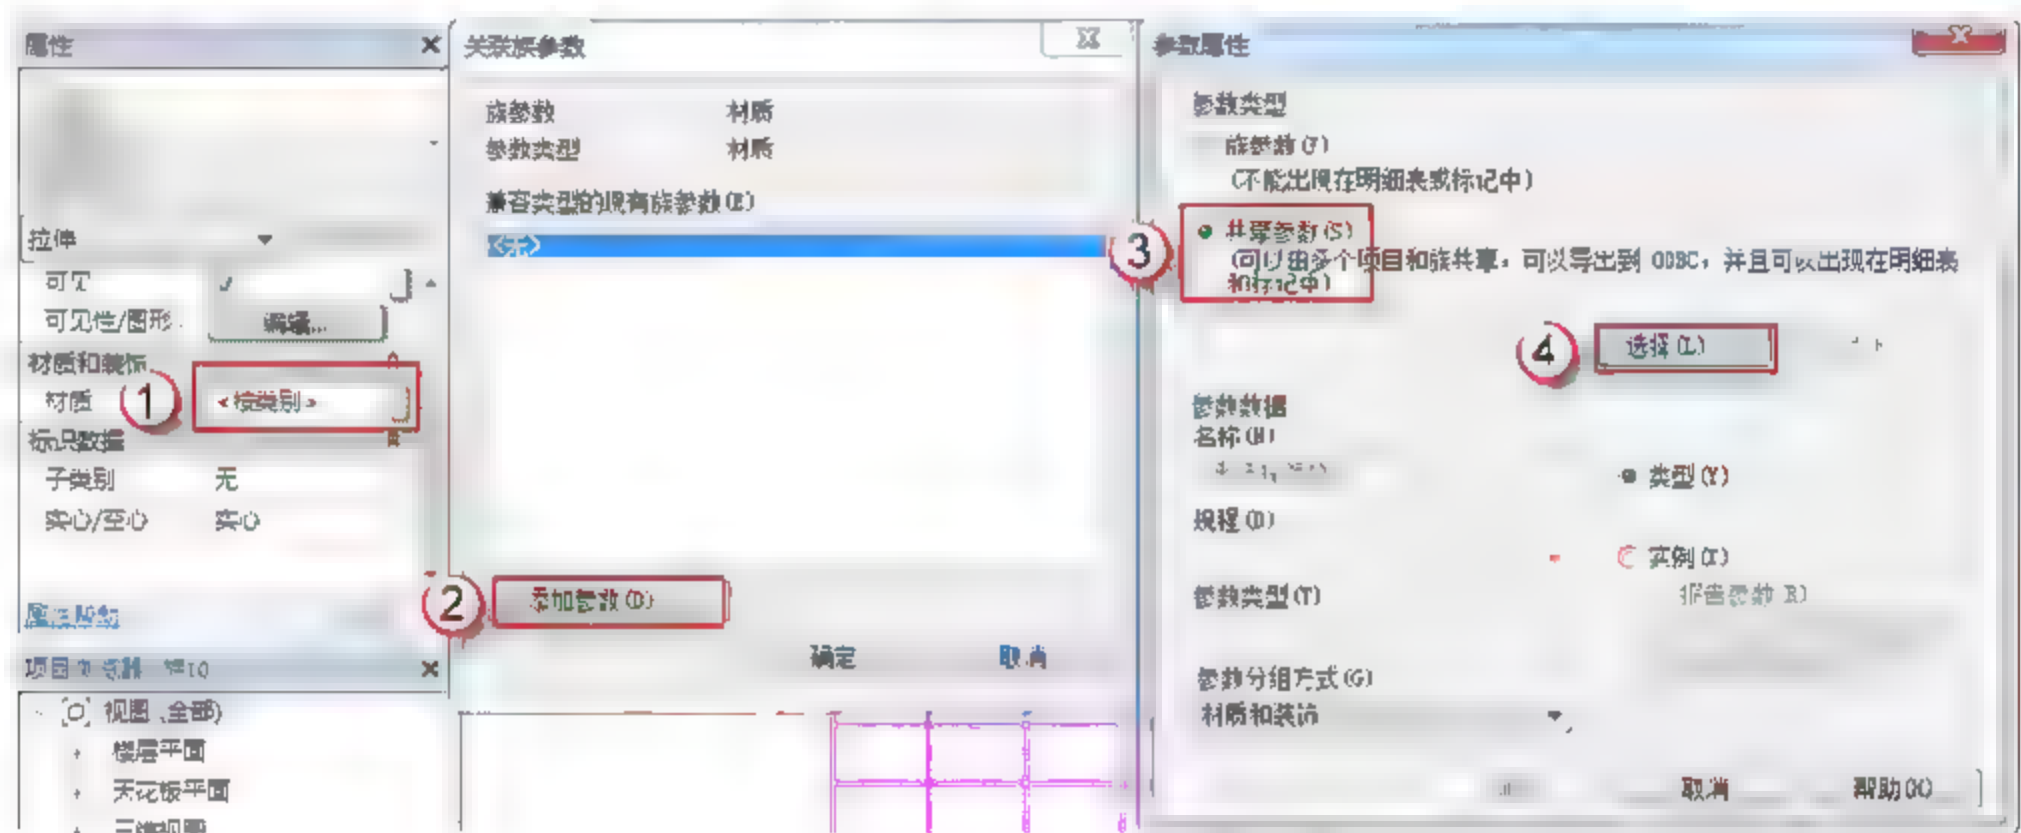 属性
拉伸
可见
可见性/图形
编辑...
材质和装饰
材质
1
<按类别>
标识数据
子类别
无
实心/空心
实心
属性帮助
项目
视图 (全部)
楼层平面
天花板平面
三维视图
关联族参数
族参数
材质
参数类型
材质
兼容类型的现有族参数(E)
<无>
2
添加参数(D)
确定
取消
参数属性
参数类型
族参数(F)
(不能出现在明细表或标记中)
3
共享参数(S)
(可以由多个项目和族共享，可以导出到 ODBC，并且可以出现在明细表
和标记中)
4
选择(L)
参数数据
名称(N)
类型(Y)
规程(D)
实例(I)
参数类型(T)
报告参数(R)
参数分组方式(G)
材质和装饰
取消
帮助(H)